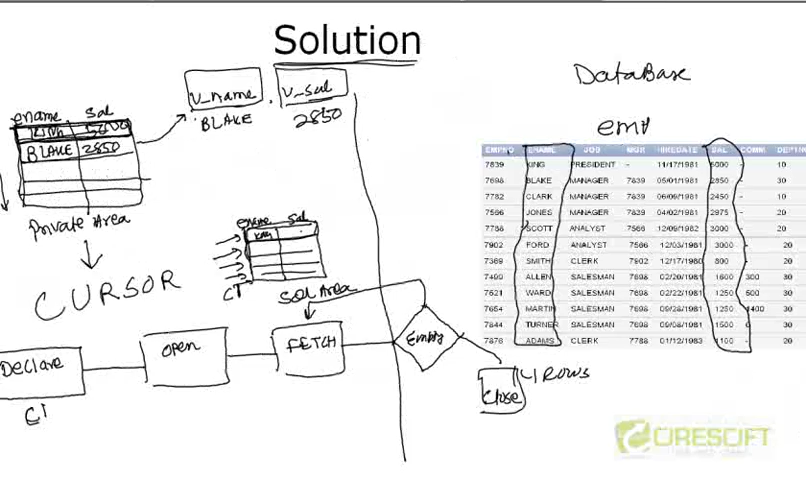 Solution
DataBase
V_name
V_Sal
BLAKE
2850
emp
ename Sal
KING 5000
BLAKE 2850
Private Area
CURSOR
ename Sal
KING
C1
SQL Area
Declare
OPEN
FETCH
Empty
Close
14 ROWS
C1
EMPNO ENAME JOB MGR HIREDATE SAL COMM DEPTNO
7839 KING PRESIDENT - 11/17/1981 5000 - 10
7698 BLAKE MANAGER 7839 05/01/1981 2850 - 30
7782 CLARK MANAGER 7839 06/09/1981 2450 - 10
7566 JONES MANAGER 7839 04/02/1981 2975 - 20
7788 SCOTT ANALYST 7566 12/09/1982 3000 - 20
7902 FORD ANALYST 7566 12/03/1981 3000 - 20
7369 SMITH CLERK 7902 12/17/1980 800 - 20
7499 ALLEN SALESMAN 7698 02/20/1981 1600 300 30
7521 WARD SALESMAN 7698 02/22/1981 1250 500 30
7654 MARTIN SALESMAN 7698 09/28/1981 1250 1400 30
7844 TURNER SALESMAN 7698 09/08/1981 1500 0 30
7876 ADAMS CLERK 7788 01/12/1983 1100 - 20
CIRESOFT